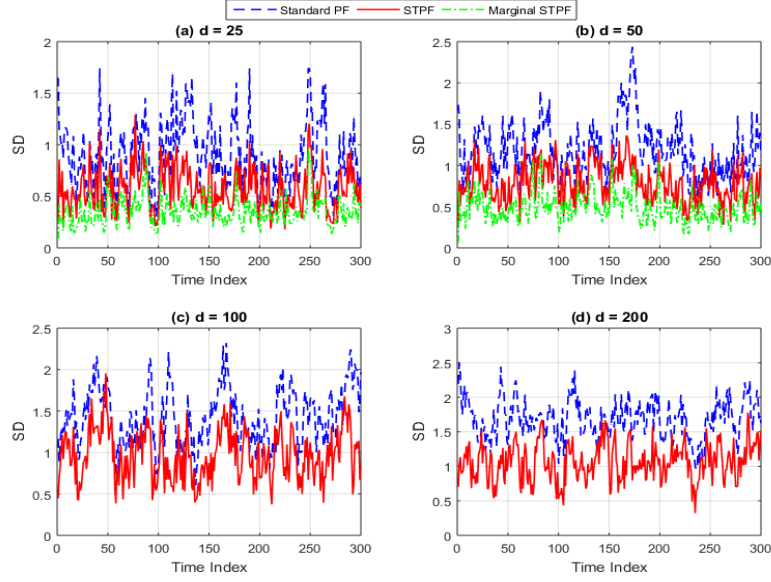 Standard PF STPF Marginal STPF
(a) d = 25
(b) d = 50
2
1.5
1
0.5
0
SD
0 50 100 150 200 250 300
Time Index
2.5
2
1.5
1
0.5
0
SD
0 50 100 150 200 250 300
Time Index
(c) d = 100
(d) d = 200
2.5
2
1.5
1
0.5
0
SD
0 50 100 150 200 250 300
Time Index
3
2.5
2
1.5
1
0.5
0
SD
0 50 100 150 200 250 300
Time Index